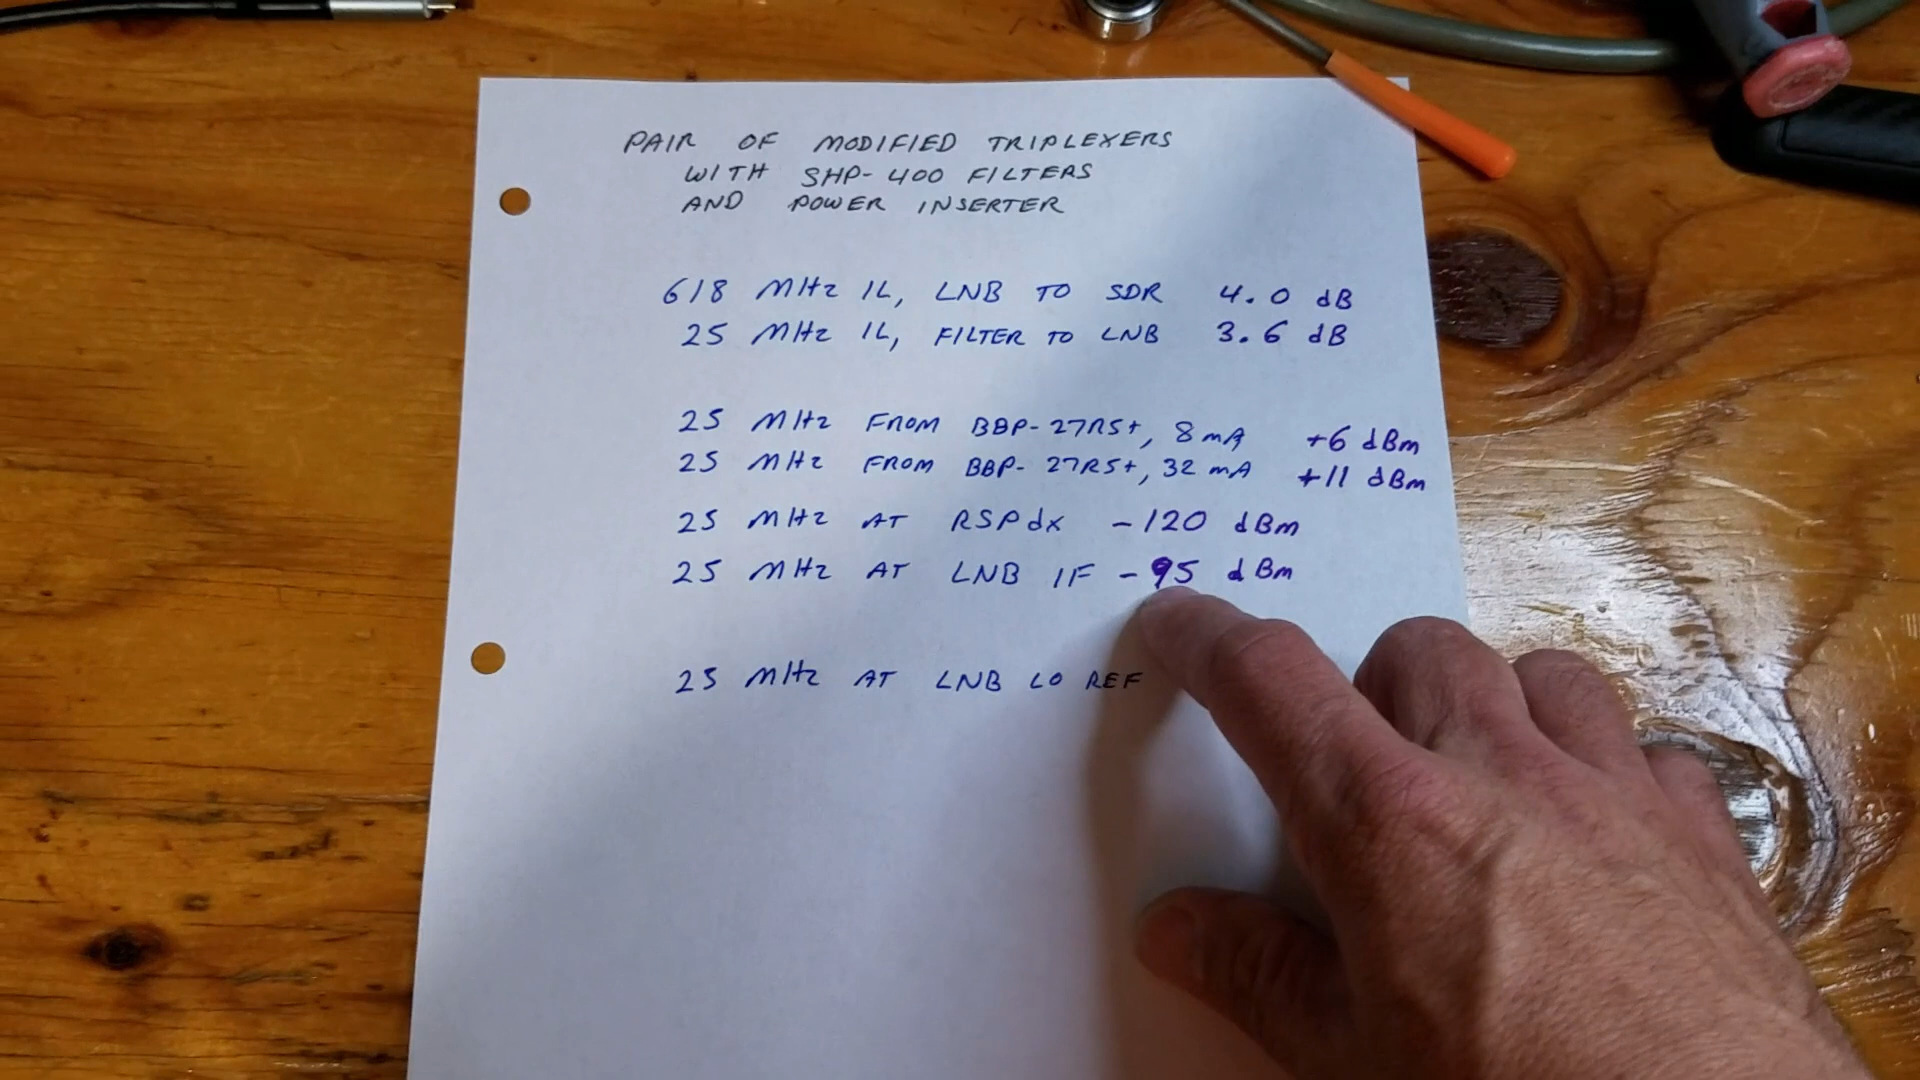 PAIR OF MODIFIED TRIPLEXERS
WITH SHP-400 FILTERS
AND POWER INSERTER
618 MHz IL, LNB TO SDR 4.0 dB
25 MHz IL, FILTER TO LNB 3.6 dB
25 MHz FROM BBP-27RS+, 8 mA +6 dBm
25 MHz FROM BBP-27RS+, 32 mA +11 dBm
25 MHz AT RSPdx -120 dBm
25 MHz AT LNB IF -95 dBm
25 MHz AT LNB LO REF